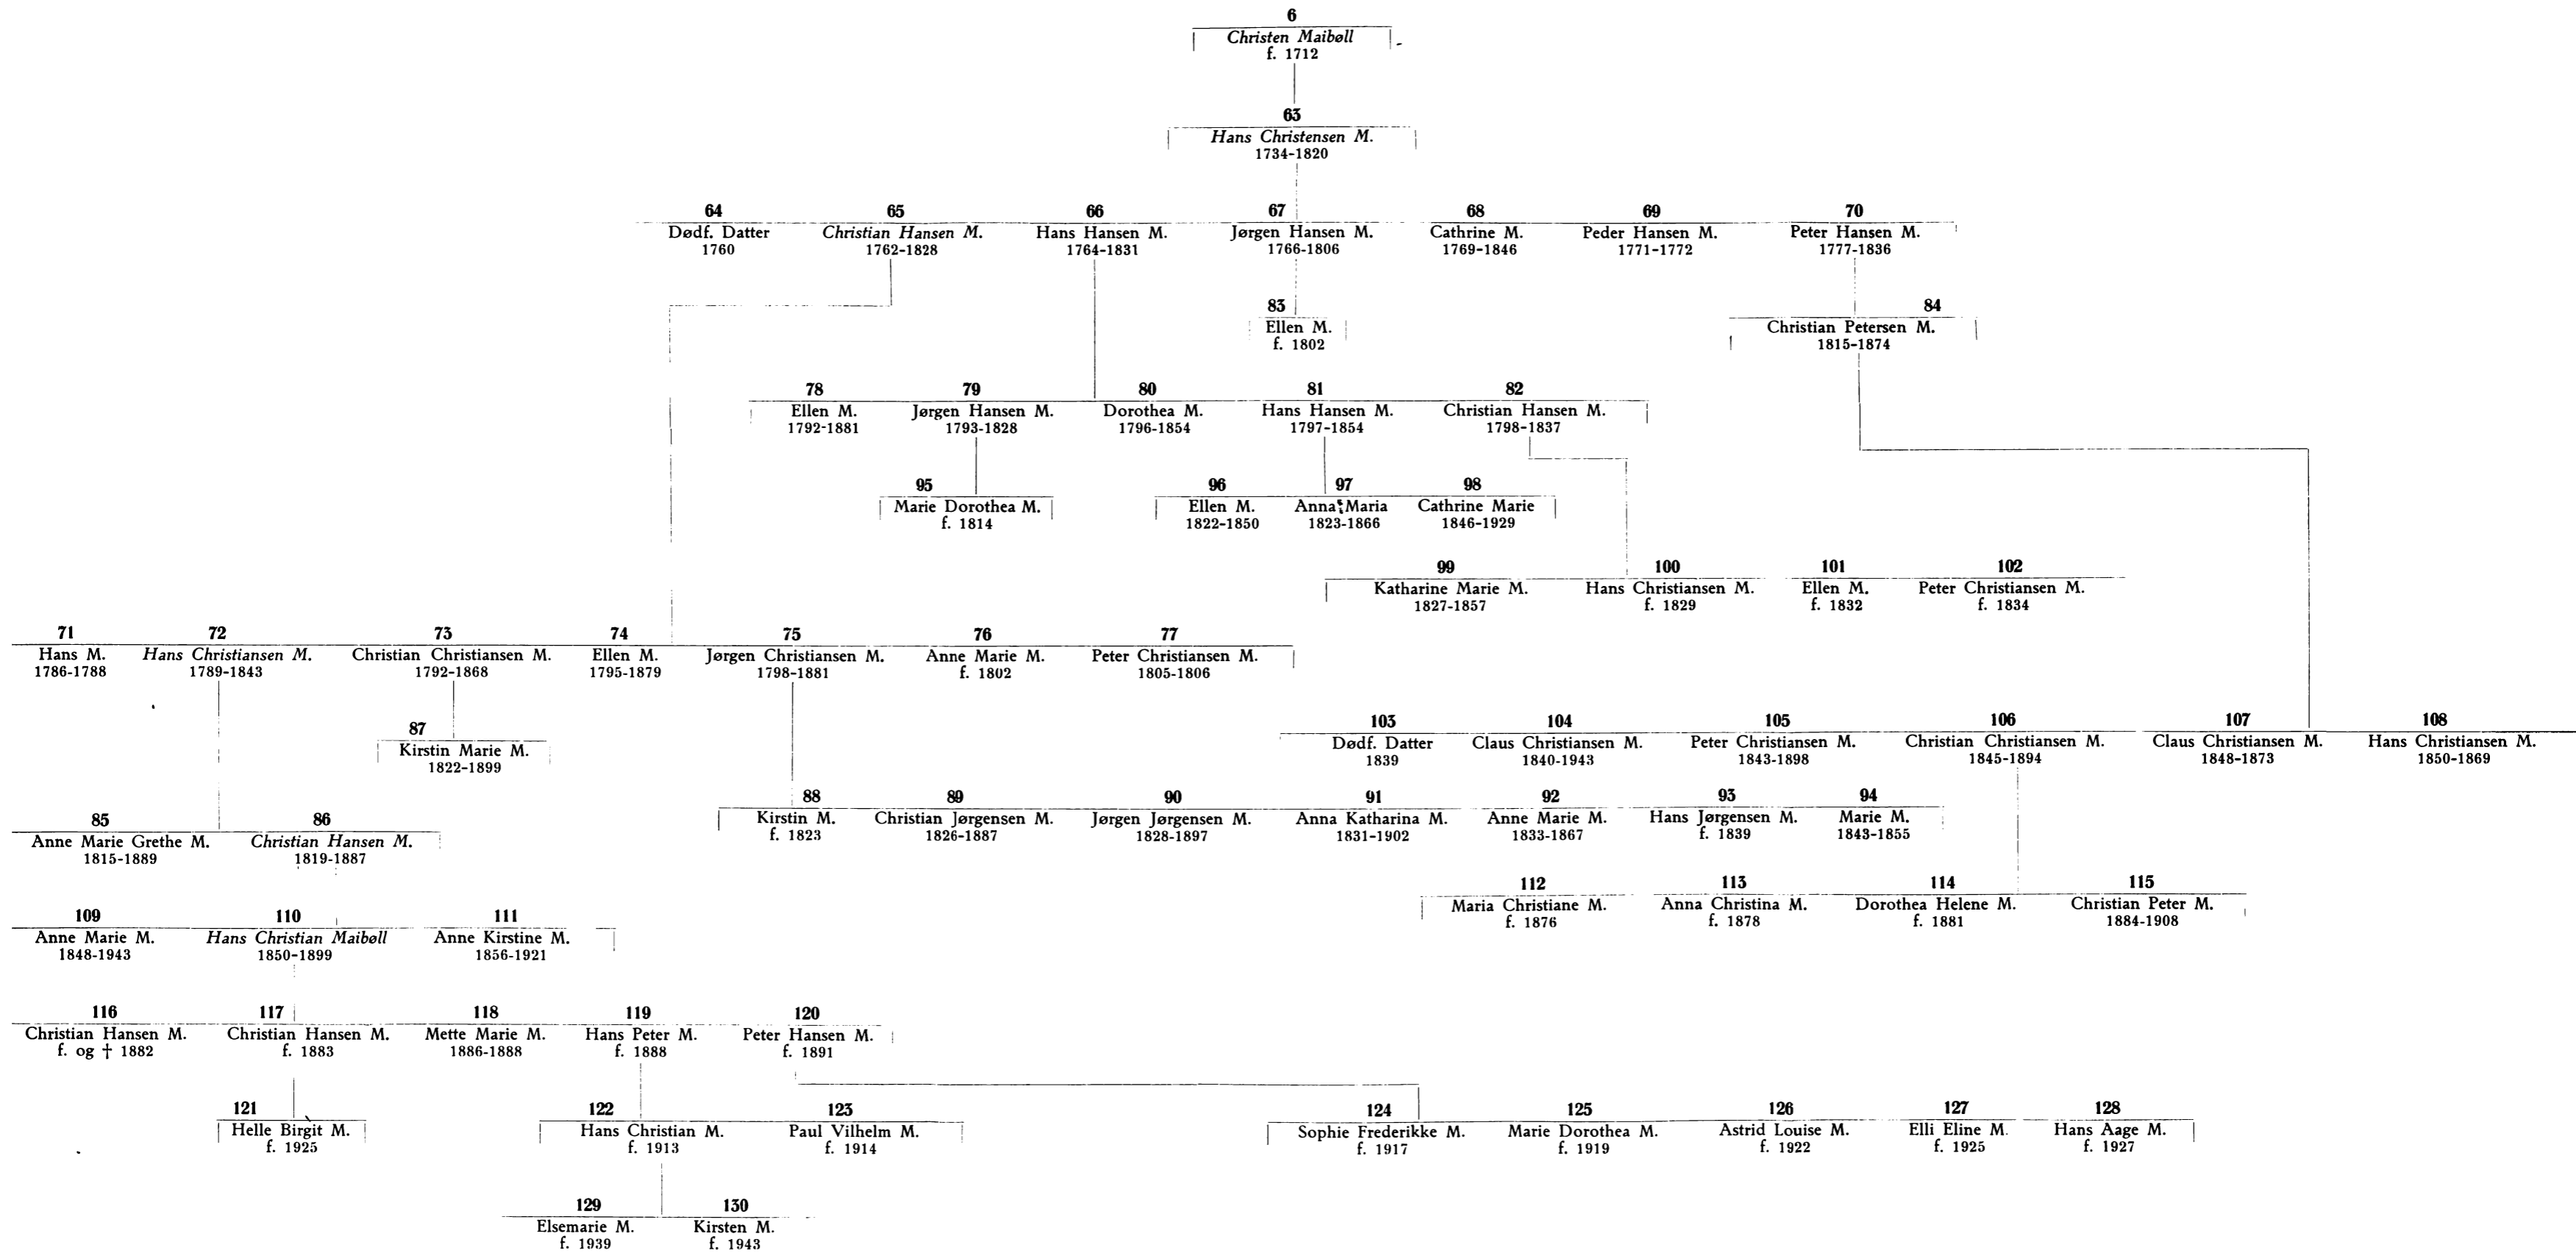 6
Christen Maibøll
f. 1712
63
Hans Christensen M.
1734-1820
64 65 66 67 68 69 70
Dødf. Datter Christian Hansen M. Hans Hansen M. Jørgen Hansen M. Cathrine M. Peder Hansen M. Peter Hansen M.
1760 1762-1828 1764-1831 1766-1806 1769-1846 1771-1772 1777-1836
83 84
Ellen M. Christian Petersen M.
f. 1802 1815-1874
78 79 80 81 82
Ellen M. Jørgen Hansen M. Dorothea M. Hans Hansen M. Christian Hansen M.
1792-1881 1793-1828 1796-1854 1797-1854 1798-1837
95 96 97 98
Marie Dorothea M. Ellen M. Anna Maria Cathrine Marie
f. 1814 1822-1850 1823-1866 1846-1929
99 100 101 102
Katharine Marie M. Hans Christiansen M. Ellen M. Peter Christiansen M.
1827-1857 f. 1829 f. 1832 f. 1834
71 72 73 74 75 76 77
Hans M. Hans Christiansen M. Christian Christiansen M. Ellen M. Jørgen Christiansen M. Anne Marie M. Peter Christiansen M.
1786-1788 1789-1843 1792-1868 1795-1879 1798-1881 f. 1802 1805-1806
87 103 104 105 106 107 108
Kirstin Marie M. Dødf. Datter Claus Christiansen M. Peter Christiansen M. Christian Christiansen M. Claus Christiansen M. Hans Christiansen M.
1822-1899 1839 1840-1943 1843-1898 1845-1894 1848-1873 1850-1869
88 89 90 91 92 93 94
Kirstin M. Christian Jørgensen M. Jørgen Jørgensen M. Anna Katharina M. Anne Marie M. Hans Jørgensen M. Marie M.
f. 1823 1826-1887 1828-1897 1831-1902 1833-1867 f. 1839 1843-1855
85 86
Anne Marie Grethe M. Christian Hansen M.
1815-1889 1819-1887
112 113 114 115
Maria Christiane M. Anna Christina M. Dorothea Helene M. Christian Peter M.
f. 1876 f. 1878 f. 1881 1884-1908
109 110 111
Anne Marie M. Hans Christian Maibøll Anne Kirstine M.
1848-1943 1850-1899 1856-1921
116 117 118 119 120
Christian Hansen M. Christian Hansen M. Mette Marie M. Hans Peter M. Peter Hansen M.
f. og † 1882 f. 1883 1886-1888 f. 1888 f. 1891
121 122 123 124 125 126 127 128
Helle Birgit M. Hans Christian M. Paul Vilhelm M. Sophie Frederikke M. Marie Dorothea M. Astrid Louise M. Elli Eline M. Hans Aage M.
f. 1925 f. 1913 f. 1914 f. 1917 f. 1919 f. 1922 f. 1925 f. 1927
129 130
Elsemarie M. Kirsten M.
f. 1939 f. 1943